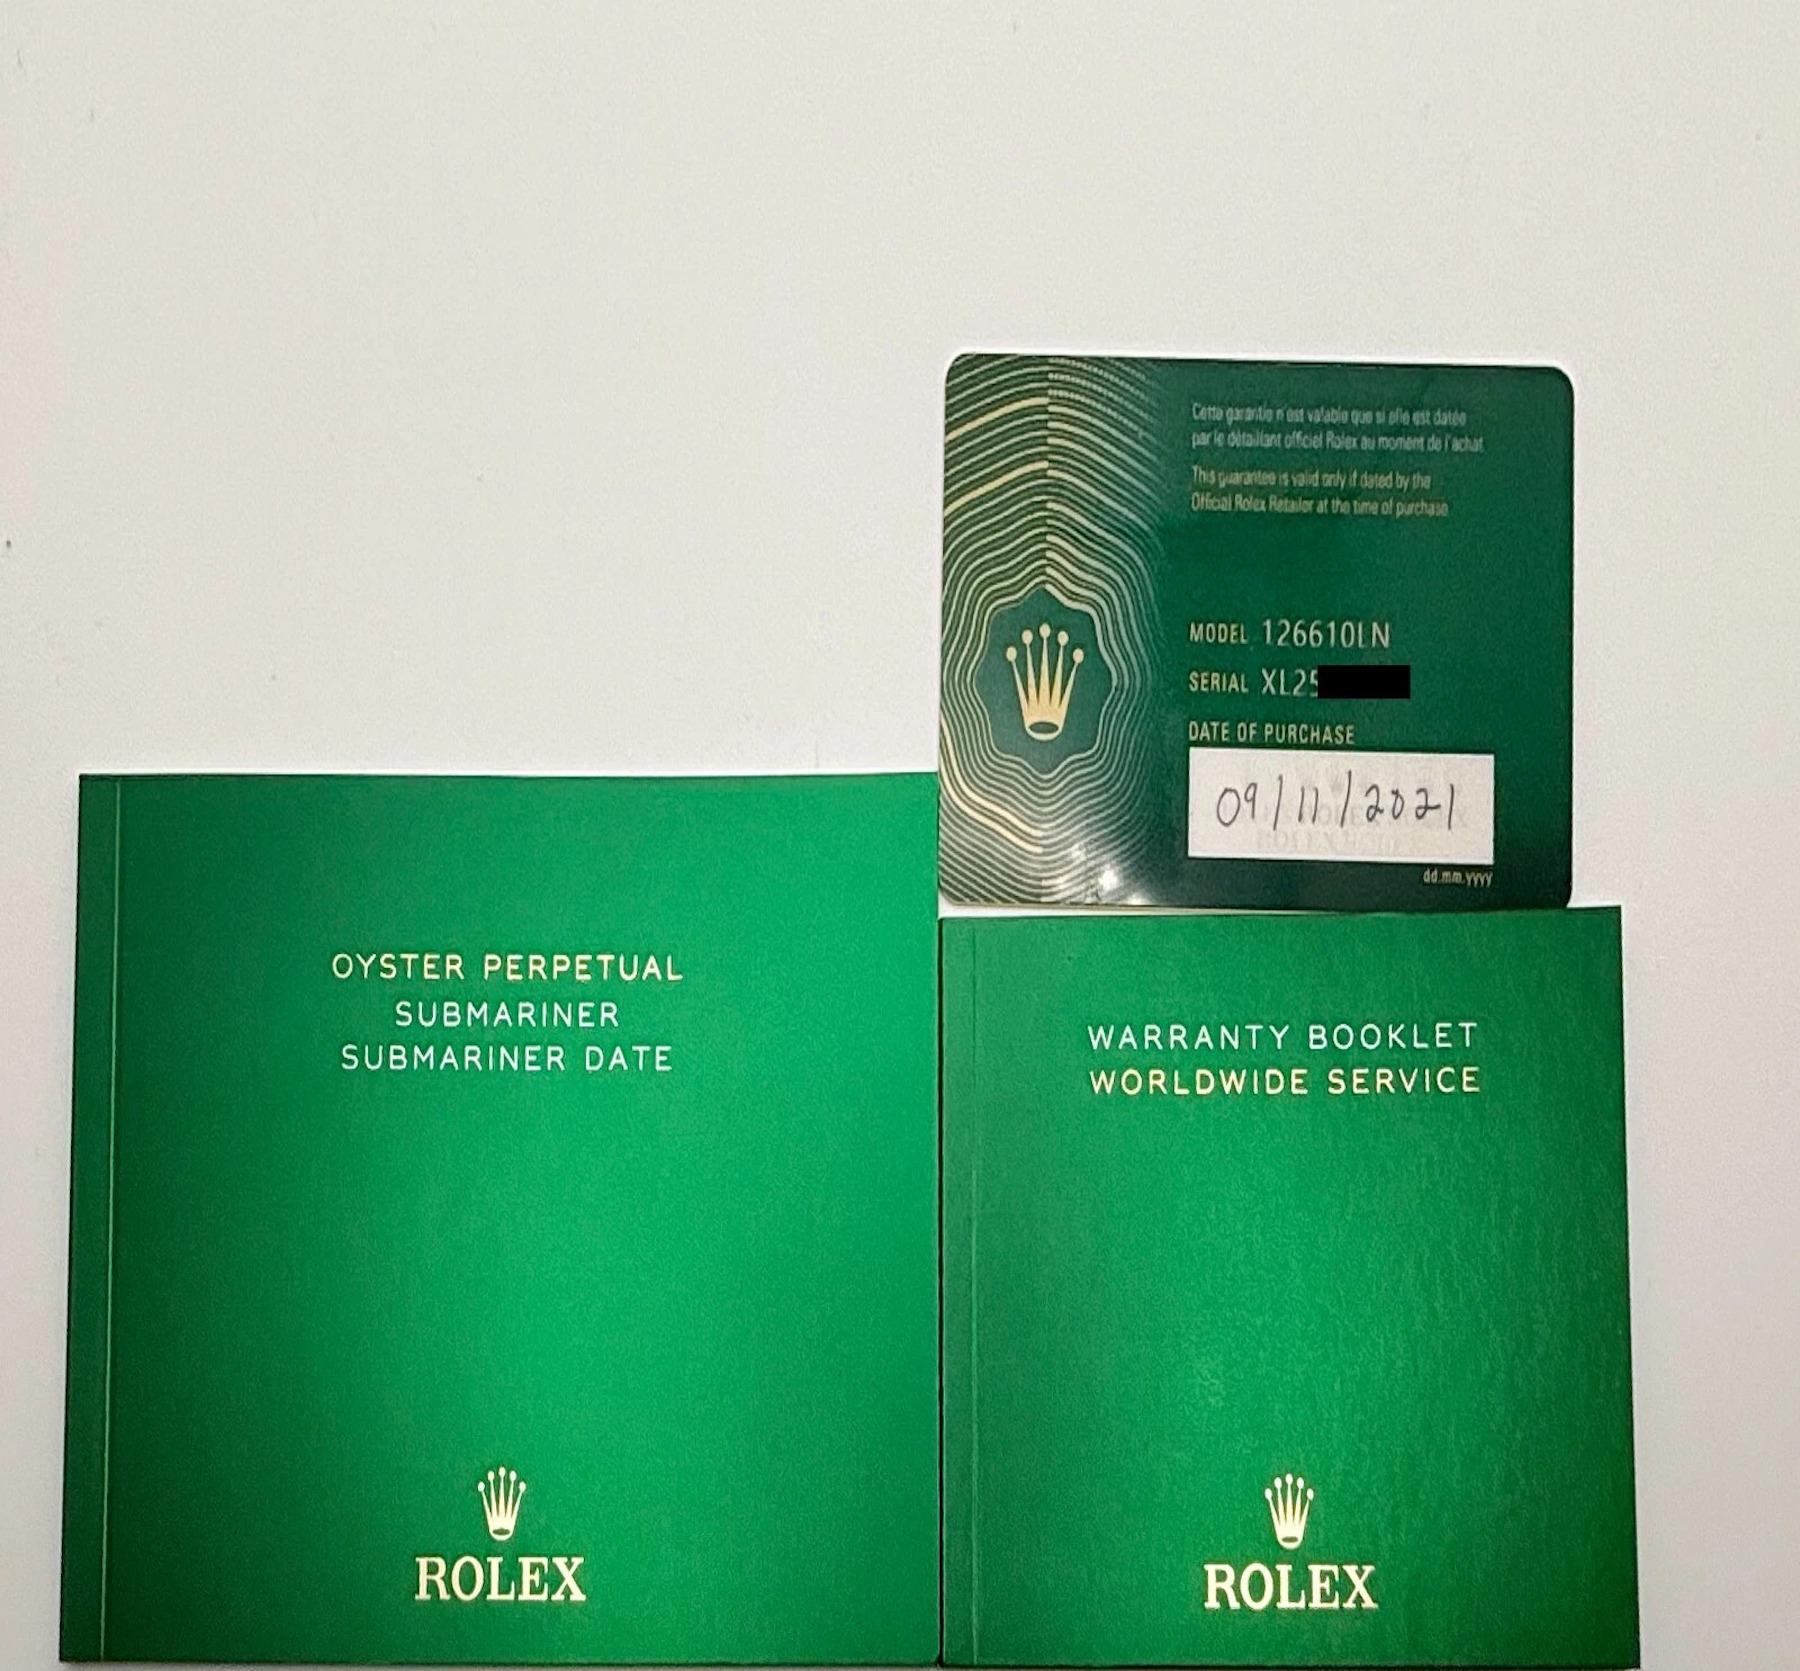 Cette garantie n'est valable que si elle est datée
par le détaillant officiel Rolex au moment de l'achat.
This guarantee is valid only if dated by the
Official Rolex Retailer at the time of purchase.
MODEL 126610LN
SERIAL XL25
DATE OF PURCHASE
09/11/2021
dd.mm.yyyy
OYSTER PERPETUAL
SUBMARINER
SUBMARINER DATE
ROLEX
WARRANTY BOOKLET
WORLDWIDE SERVICE
ROLEX